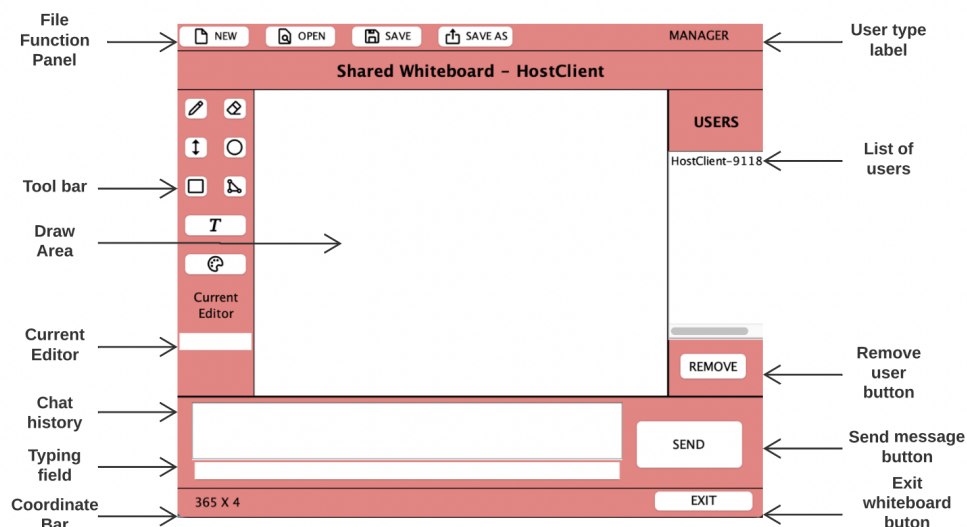 File
Function
Panel
NEW
OPEN
SAVE
SAVE AS
MANAGER
User type
label
Shared Whiteboard - HostClient
USERS
HostClient-9118
List of
users
Tool bar
T
Draw
Area
Current
Editor
Current
Editor
REMOVE
Remove
user
button
Chat
history
SEND
Send message
button
Typing
field
365 X 4
EXIT
Exit
whiteboard
buton
Coordinate
Bar